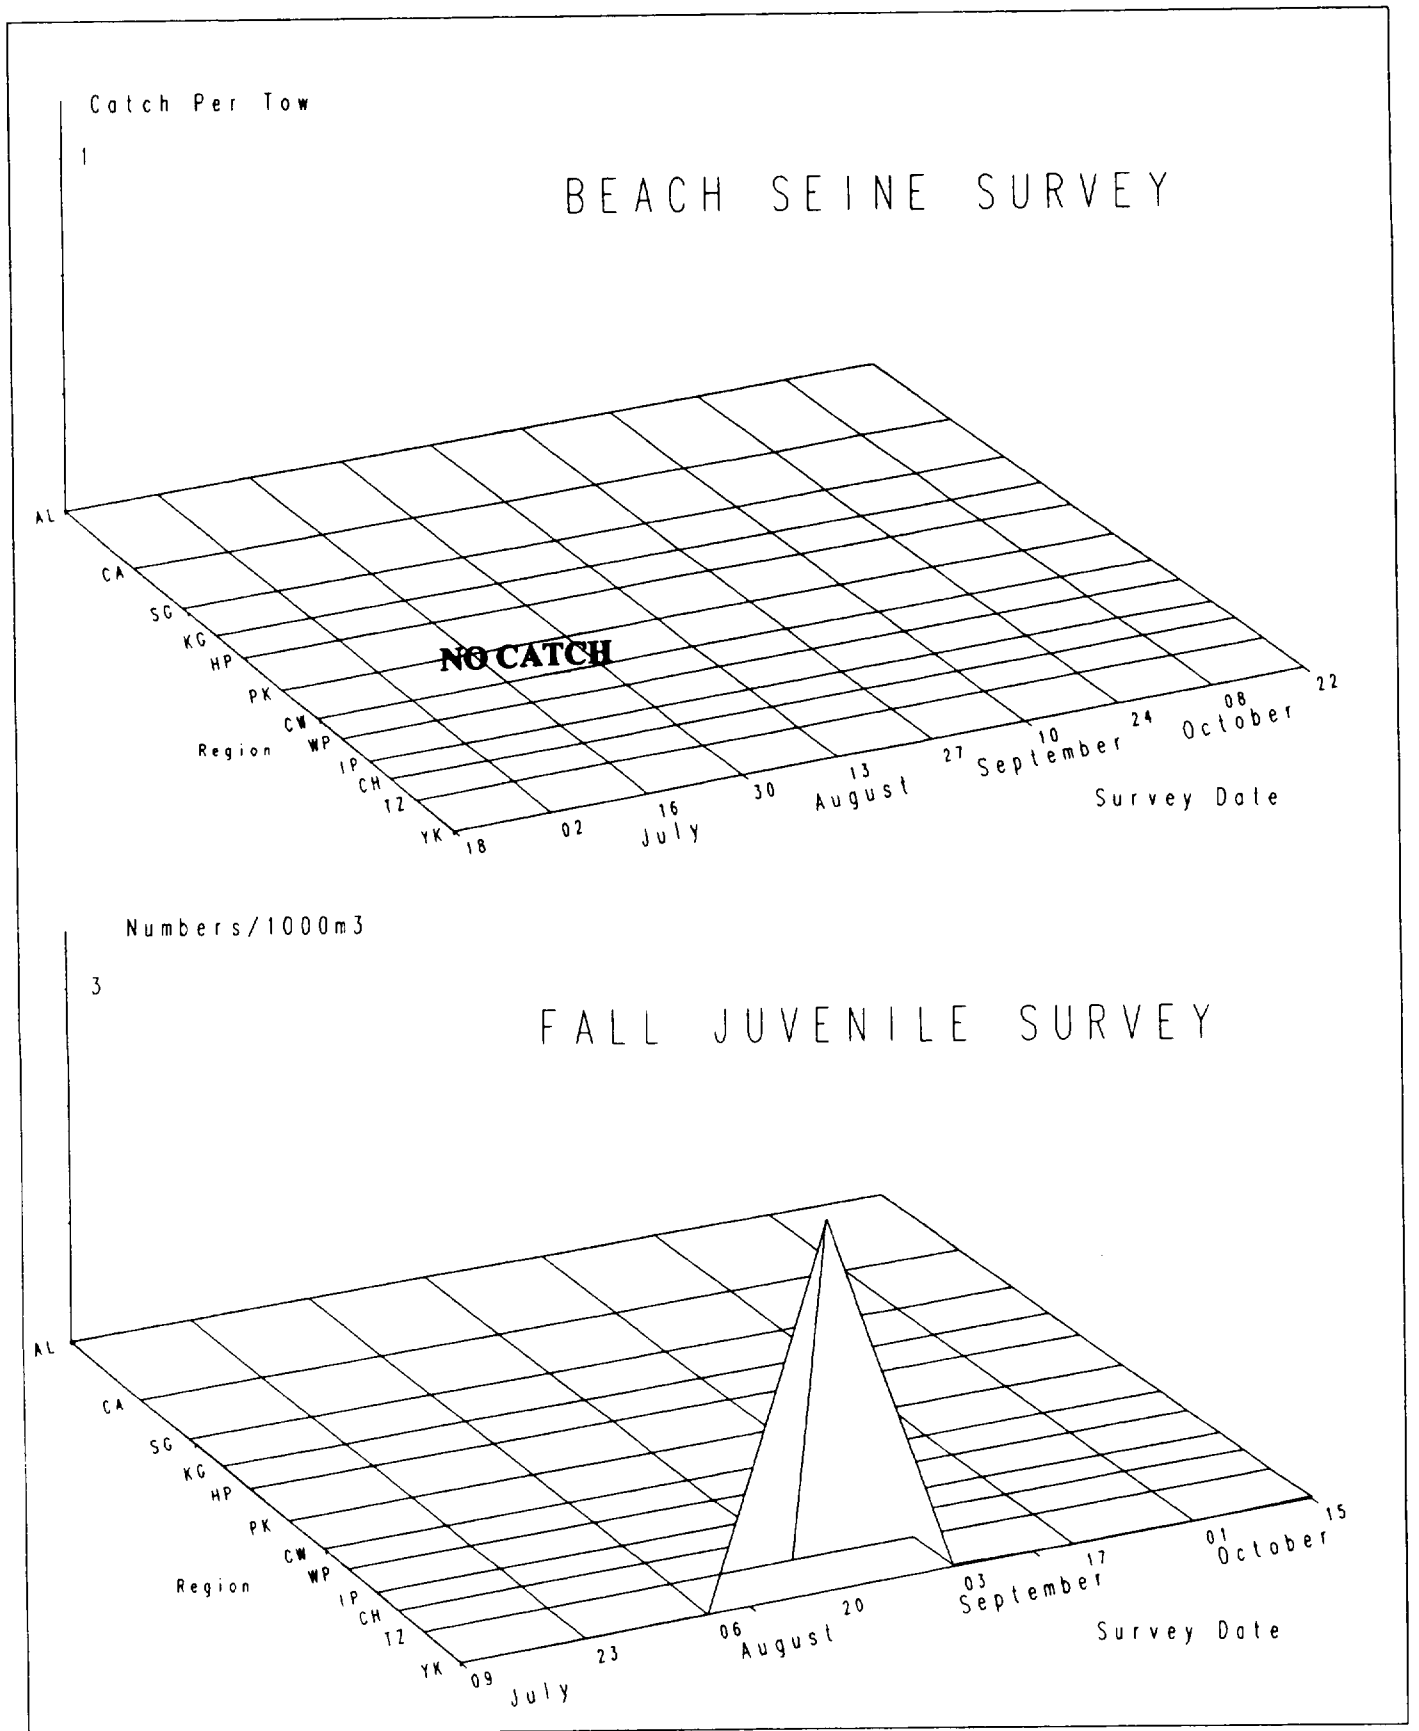 Catch Per Tow
1
BEACH SEINE SURVEY
AL
CA
SG
KG
HP
PK
CW
WP
IP
CH
TZ
YK
Region
NO CATCH
18
02
16
30
13
27
10
24
08
22
July
August
September
October
Survey Date
Numbers/1000m3
3
FALL JUVENILE SURVEY
AL
CA
SG
KG
HP
PK
CW
WP
IP
CH
TZ
YK
Region
09
23
06
20
03
17
01
15
July
August
September
October
Survey Date